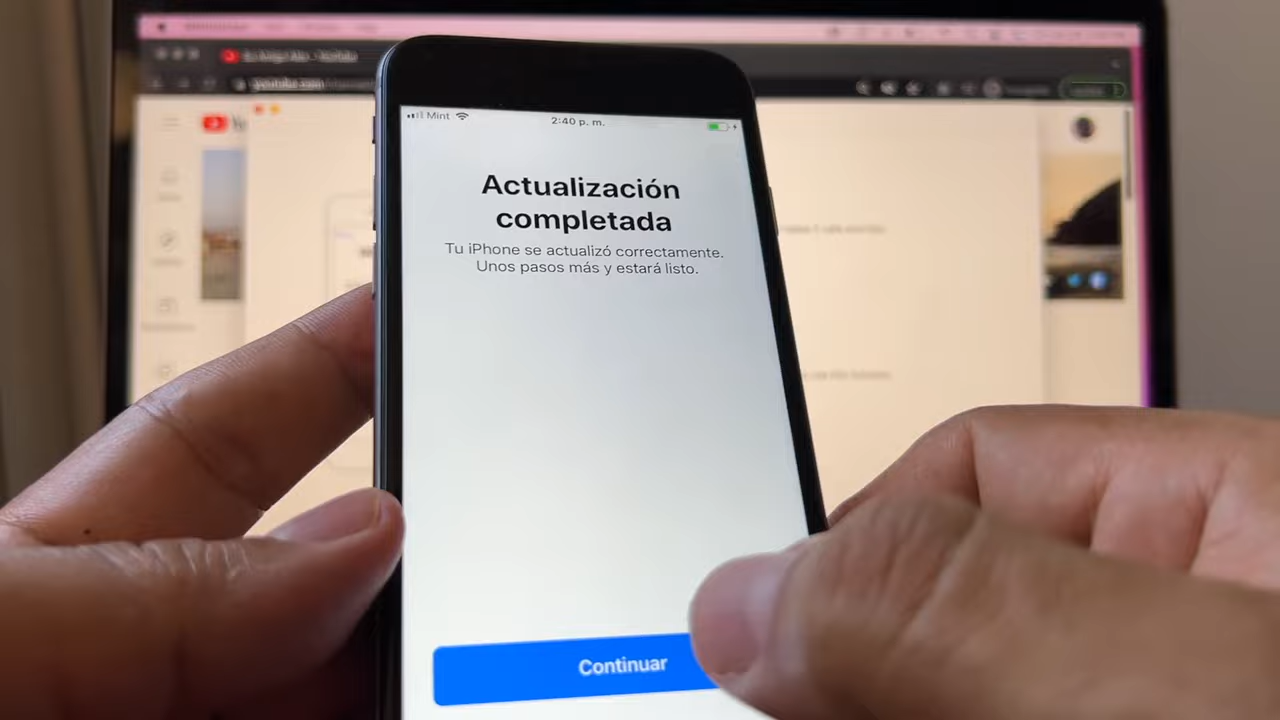 Mint
2:40 p. m.
Actualización
completada
Tu iPhone se actualizó correctamente.
Unos pasos más y estará listo.
Continuar